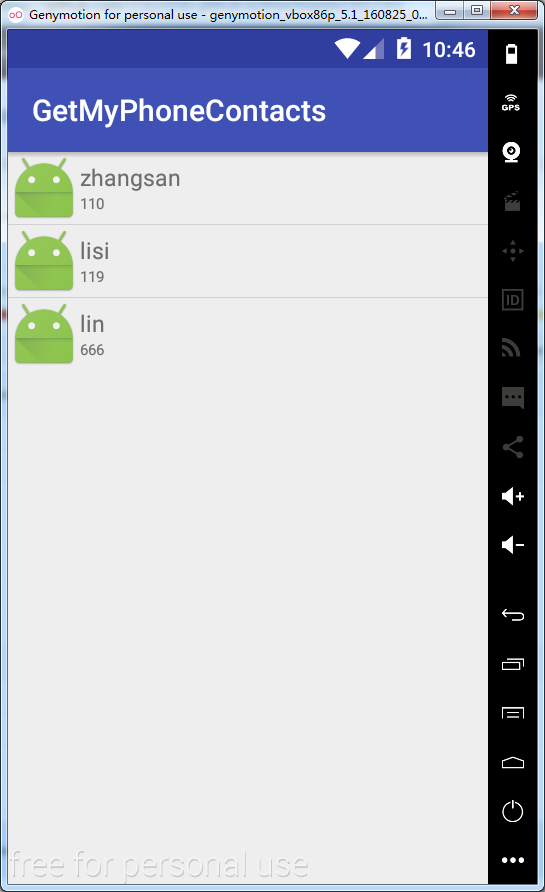 Genymotion for personal use - genymotion_vbox86p_5.1_160825_0...
10:46
GetMyPhoneContacts
zhangsan
110
lisi
119
lin
666
GPS
ID
free for personal use